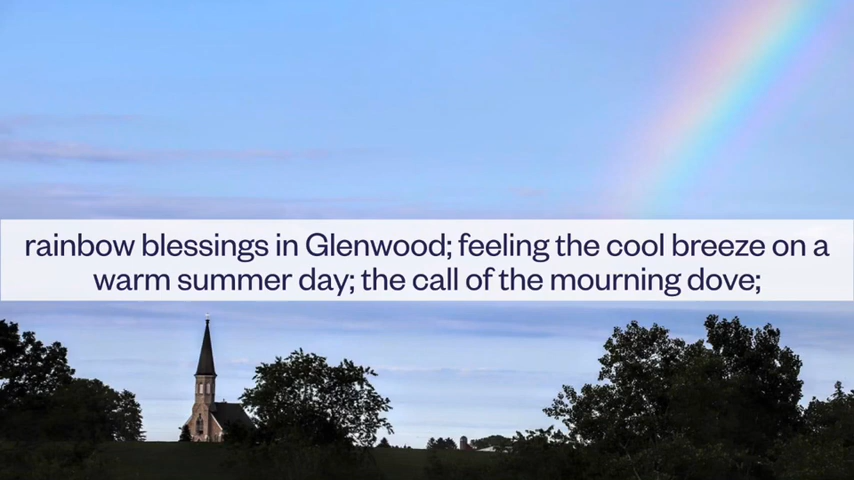 rainbow blessings in Glenwood; feeling the cool breeze on a
warm summer day; the call of the mourning dove;